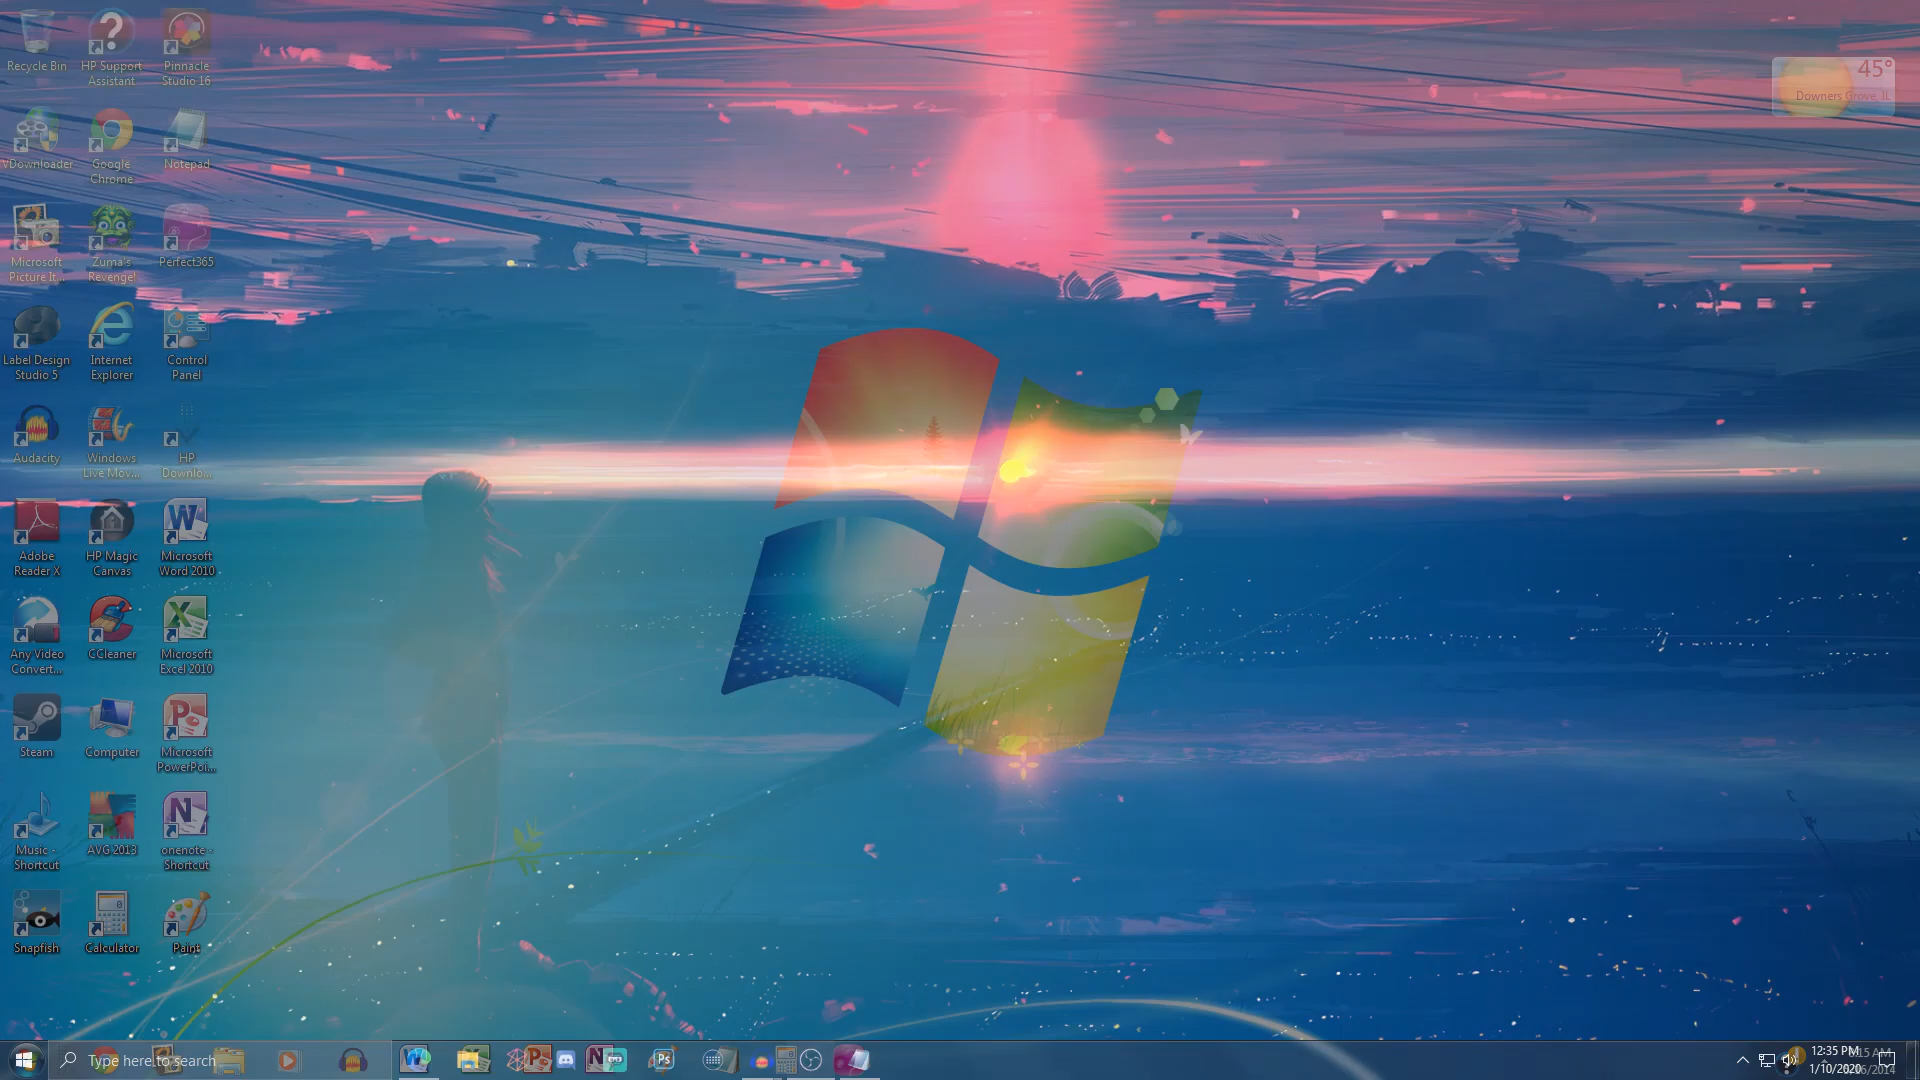 Recycle Bin
HP Support
Assistant
Pinnacle
Studio 16
VDownloader
Google
Chrome
Notepad
Microsoft
Picture It...
Zuma's
Revenge!
Perfect365
Label Design
Studio 5
Internet
Explorer
Control
Panel
Audacity
Windows
Live Mov...
HP
Downlo...
Adobe
Reader X
HP Magic
Canvas
Microsoft
Word 2010
Any Video
Convert...
CCleaner
Microsoft
Excel 2010
Steam
Computer
Microsoft
PowerPoi...
Music -
Shortcut
AVG 2013
onenote -
Shortcut
Snapfish
Calculator
Paint
45°
Downers Grove, IL
Type here to search
12:35 PM
1/10/2020